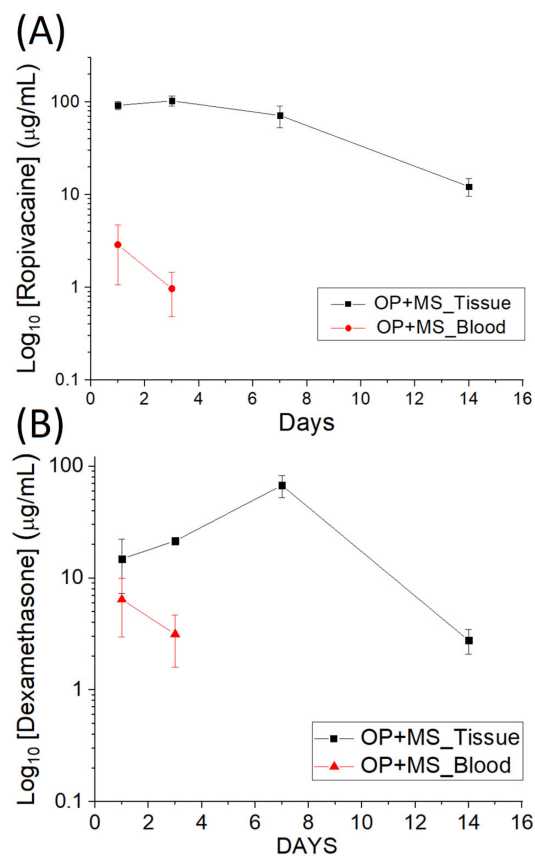 (A)
Log₁₀ [Ropivacaine] (μg/mL)
100
10
1
0.1
OP+MS_Tissue
OP+MS_Blood
0 2 4 6 8 10 12 14 16
Days
(B)
Log₁₀ [Dexamethasone] (μg/mL)
100
10
1
0.1
OP+MS_Tissue
OP+MS_Blood
0 2 4 6 8 10 12 14 16
DAYS